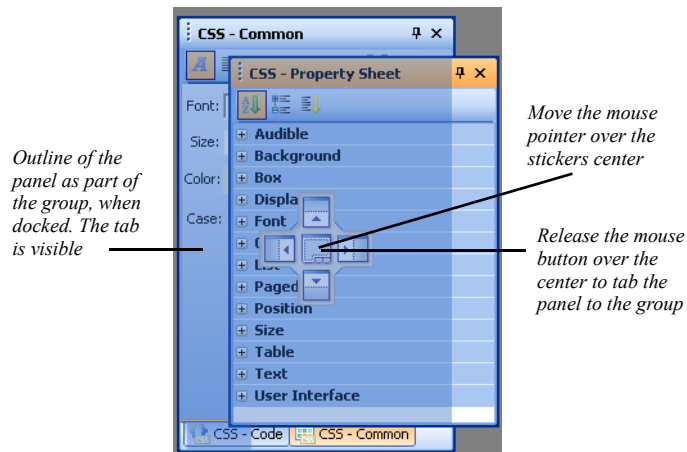 CSS - Common
CSS - Property Sheet
Font:
Size:
Color:
Case:
Audible
Background
Box
Displa
Font
List
Paged
Position
Size
Table
Text
User Interface
CSS - Code
CSS - Common
Outline of the
panel as part of
the group, when
docked. The tab
is visible
Move the mouse
pointer over the
stickers center
Release the mouse
button over the
center to tab the
panel to the group